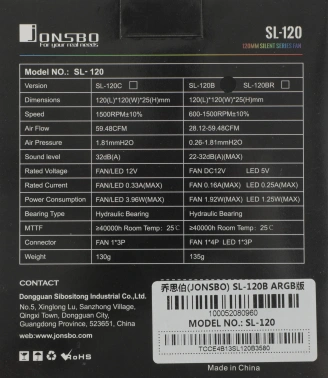 JONSBO
For your real needs
SL-120
120MM SILENT SERIES FAN
Model NO.: SL- 120
Version SL-120C SL-120B SL-120BR
Dimensions 120(L)*120(W)*25(H)mm 120(L)*120(W)*25(H)mm
Speed 1500RPM±10% 600-1500RPM±10%
Air Flow 59.48CFM 28.12-59.48CFM
Air Pressure 1.81mmH2O 0.26-1.81mmH2O
Sound level 32dB(A) 22-32dB(A)(MAX)
Rated Voltage FAN/LED 12V FAN DC12V LED 5V
Rated Current FAN/LED 0.33A(MAX) FAN 0.16A(MAX) LED 0.25A(MAX)
Power Consumption FAN/LED 3.96W(MAX) FAN 1.92W(MAX) LED 1.25W(MAX)
Bearing Type Hydraulic Bearing Hydraulic Bearing
MTTF ≥40000h Room Temp: 25℃ ≥40000h Room Temp: 25℃
Connector FAN 1*3P FAN 1*4P LED 1*3P
Weight 130g 135g
CONTACT
Dongguan Sibositong Industrial Co.,Ltd.
No.5, Xinglong Lu, Sanzhong Village,
Qingxi Town, Dongguan City,
Guangdong Province, 523651, China
web:www.jonsbo.com
RoHS
乔思伯(JONSBO) SL-120B ARGB版
100052080960
MODEL NO.: SL-120
TCCE4B13SL12063580
Made in China